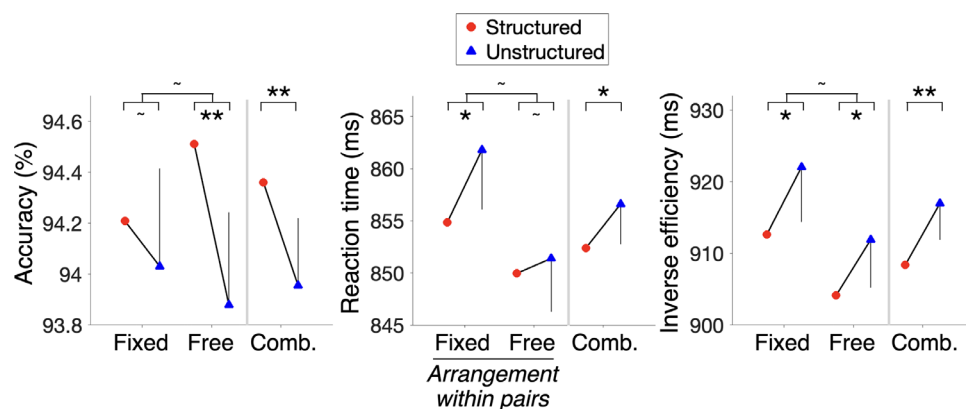 Structured
Unstructured
Accuracy (%)
94.6
94.4
94.2
94
93.8
~
~
**
**
Fixed
Free
Comb.
Reaction time (ms)
865
860
855
850
845
~
*
~
*
Fixed
Free
Comb.
Arrangement
within pairs
Inverse efficiency (ms)
930
920
910
900
~
*
*
**
Fixed
Free
Comb.